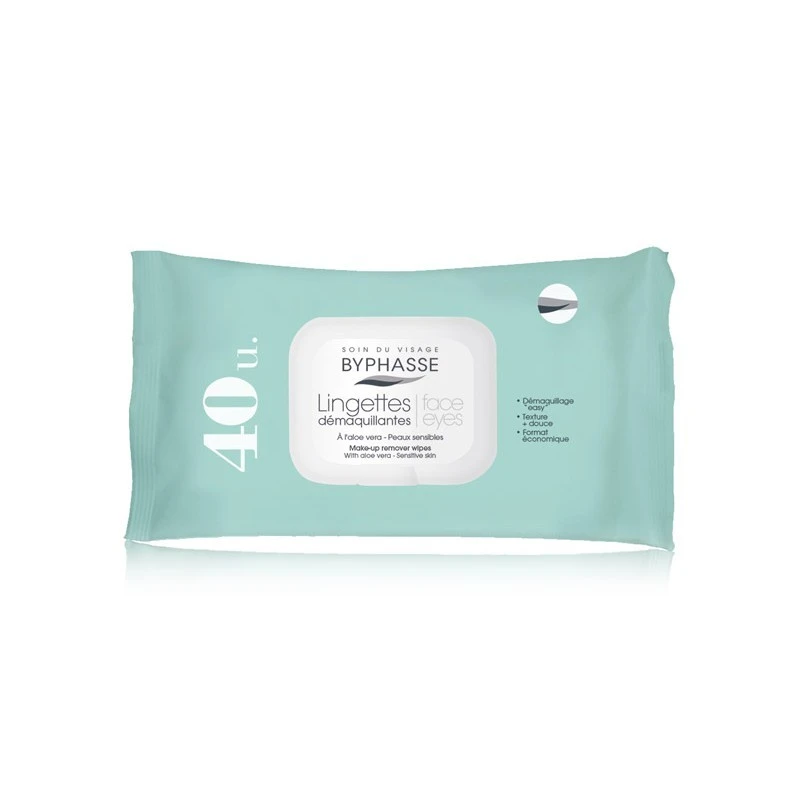 40 u.
SOIN DU VISAGE
BYPHASSE
Lingettes | face
démaquillantes | eyes
À l'aloe vera - Peaux sensibles
Make-up remover wipes
With aloe vera - Sensitive skin
• Démaquillage
"easy"
• Texture
+ douce
• Format
économique